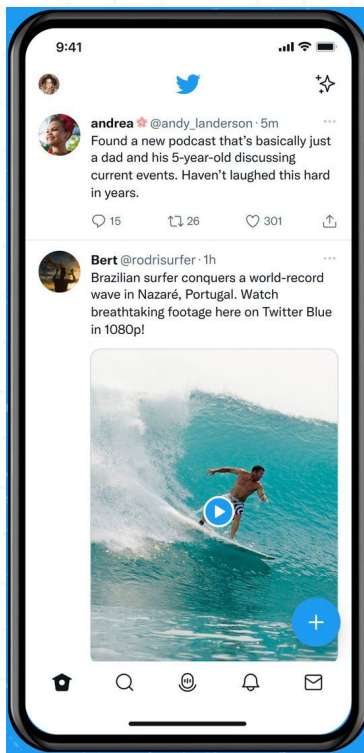 9:41
andrea 🌸 @andy_landerson · 5m
Found a new podcast that's basically just
a dad and his 5-year-old discussing
current events. Haven't laughed this hard
in years.
15 26 301
Bert @rodrisurfer · 1h
Brazilian surfer conquers a world-record
wave in Nazaré, Portugal. Watch
breathtaking footage here on Twitter Blue
in 1080p!